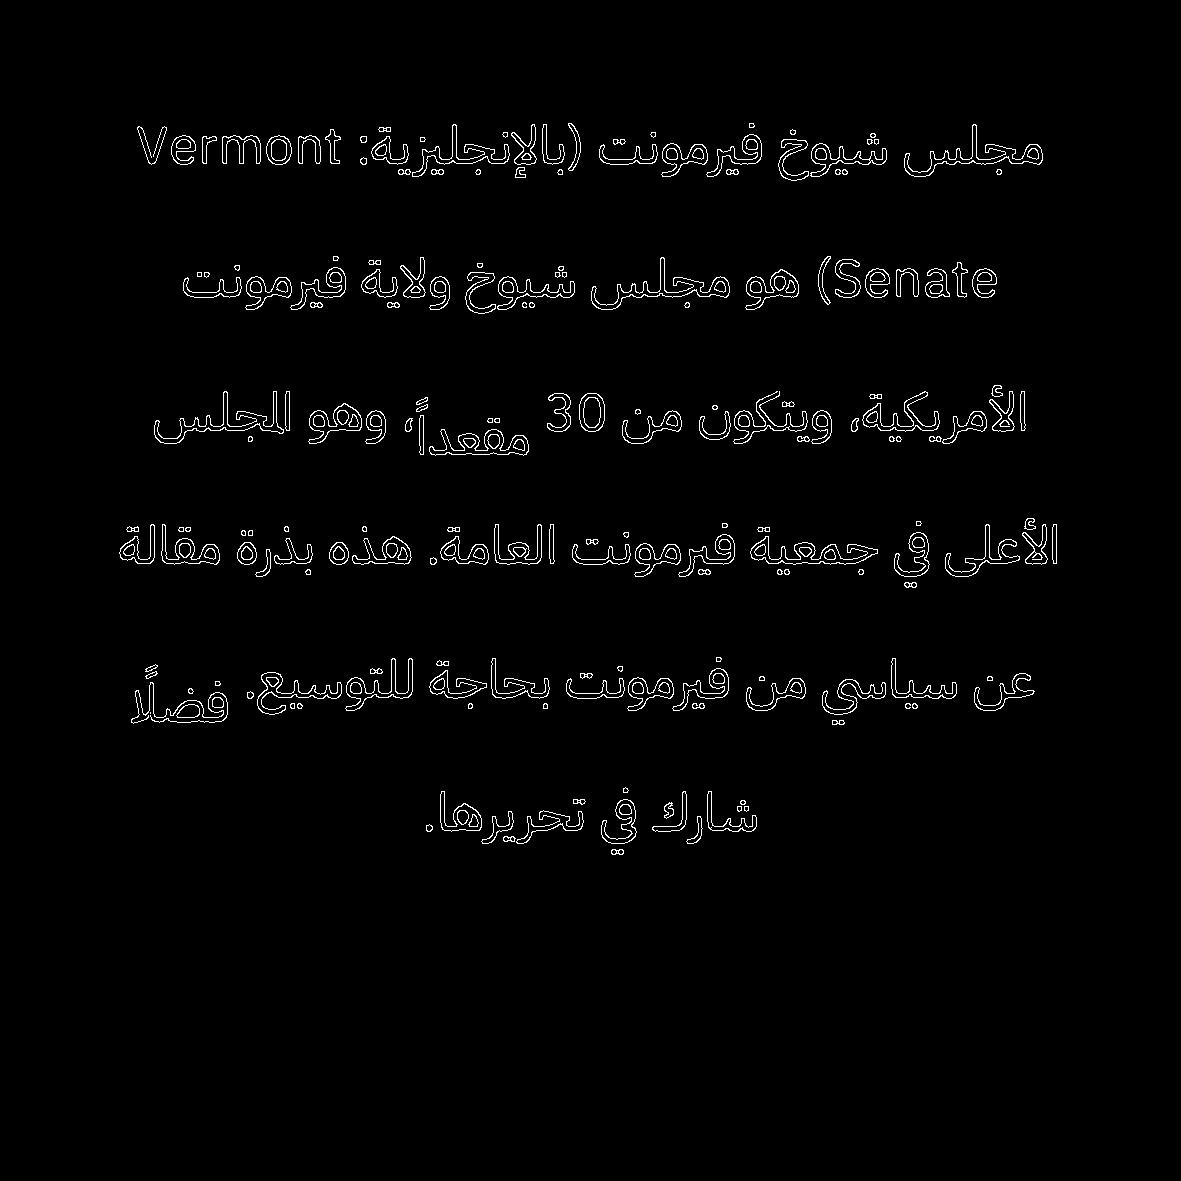 مجلس شيوخ فيرمونت (بالإنجليزية: Vermont
Senate) هو مجلس شيوخ ولاية فيرمونت
الأمريكية، ويتكون من 30 مقعداً، وهو المجلس
الأعلى في جمعية فيرمونت العامة. هذه بذرة مقالة
عن سياسي من فيرمونت بحاجة للتوسيع. فضلًا
شارك في تحريرها.